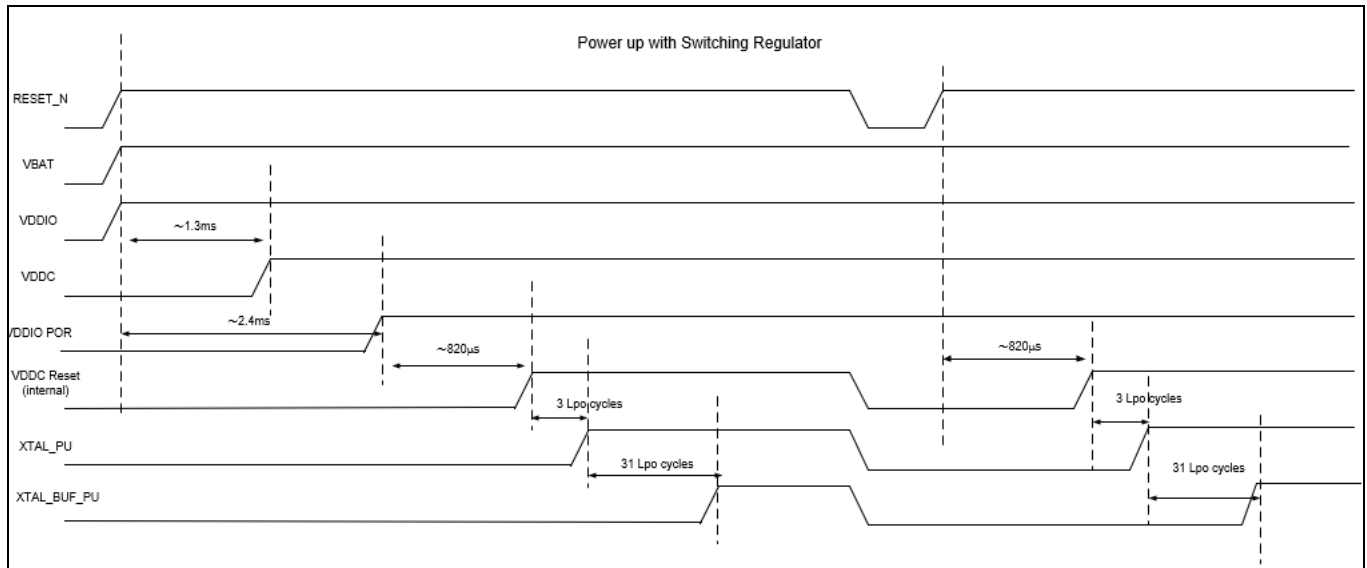 Power up with Switching Regulator
RESET_N
VBAT
VDDIO
~1.3ms
VDDC
~2.4ms
VDDIO POR
~820µs
~820µs
VDDC Reset
(internal)
3 Lpo cycles
3 Lpo cycles
XTAL_PU
31 Lpo cycles
31 Lpo cycles
XTAL_BUF_PU